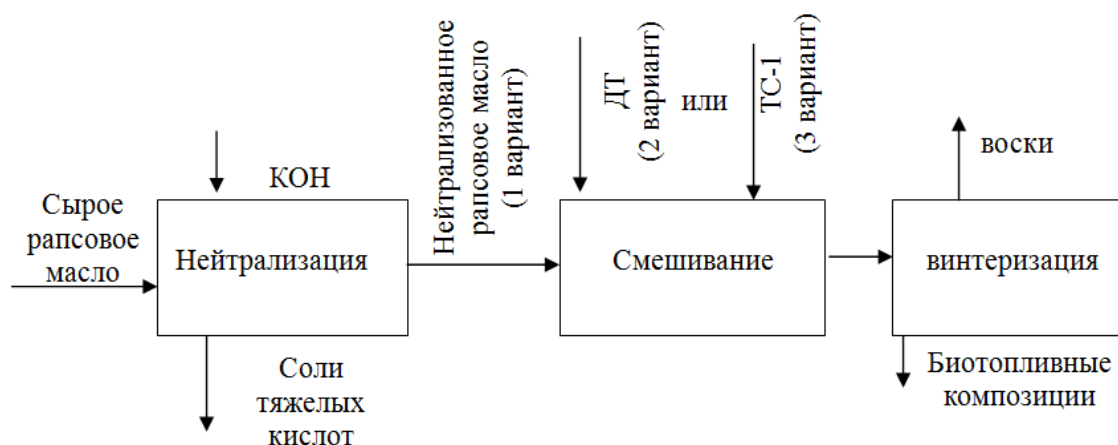 Сырое
рапсовое
масло
КОН
Нейтрализация
Соли
тяжелых
кислот
Нейтрализованное
рапсовое масло
(1 вариант)
ДТ
(2 вариант)
или
ТС-1
(3 вариант)
Смешивание
воски
винтеризация
Биотопливные
композиции